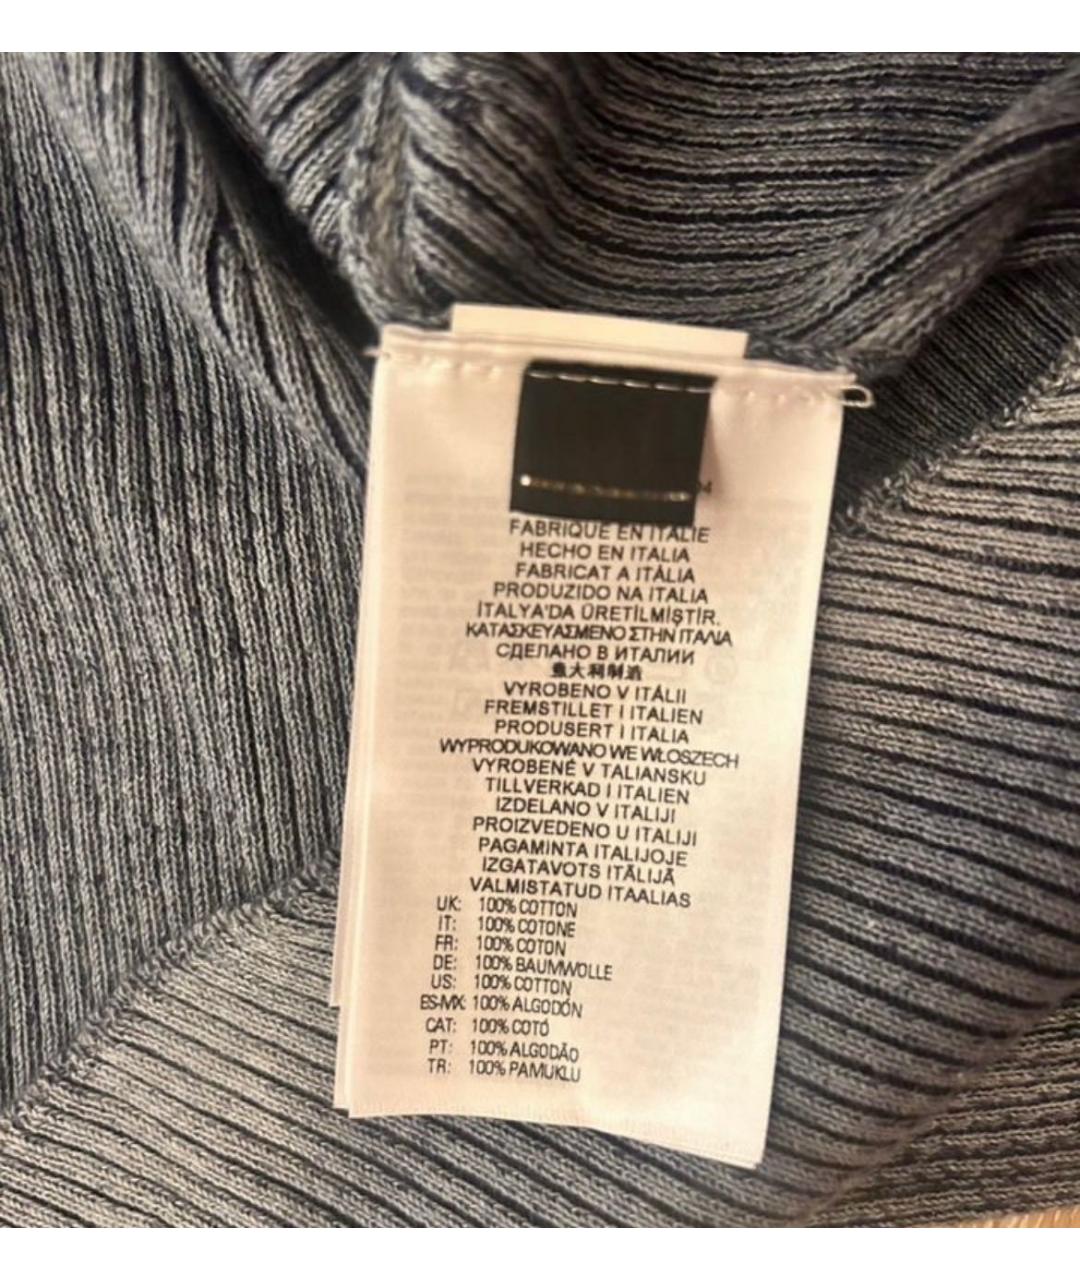 FABRIQUÉ EN ITALIE
HECHO EN ITALIA
FABRICAT A ITÀLIA
PRODUZIDO NA ITALIA
İTALYA'DA ÜRETİLMİŞTİR.
ΚΑΤΑΣΚΕΥΑΣΜΕΝΟ ΣΤΗΝ ΙΤΑΛΙΑ
СДЕЛАНО В ИТАЛИИ
意大利制造
VYROBENO V ITÁLII
FREMSTILLET I ITALIEN
PRODUSERT I ITALIA
WYPRODUKOWANO WE WŁOSZECH
VYROBENÉ V TALIANSKU
TILLVERKAD I ITALIEN
IZDELANO V ITALIJI
PROIZVEDENO U ITALIJI
PAGAMINTA ITALIJOJE
IZGATAVOTS ITĀLIJĀ
VALMISTATUD ITAALIAS
UK: 100% COTTON
IT: 100% COTONE
FR: 100% COTON
DE: 100% BAUMWOLLE
US: 100% COTTON
ES-MX: 100% ALGODÓN
CAT: 100% COTÓ
PT: 100% ALGODÃO
TR: 100% PAMUKLU